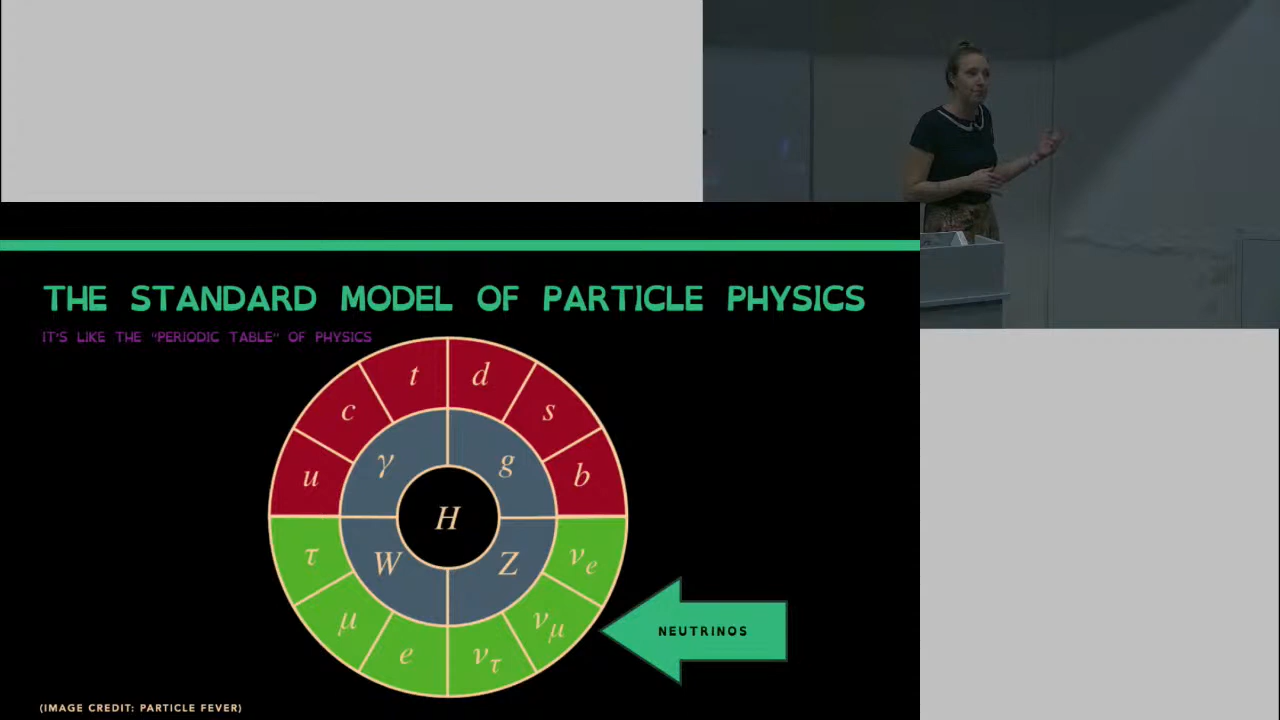 THE STANDARD MODEL OF PARTICLE PHYSICS
IT'S LIKE THE "PERIODIC TABLE" OF PHYSICS
t d
c s
γ g
u b
H
τ W Z νe
μ νμ
e ντ
NEUTRINOS
(IMAGE CREDIT: PARTICLE FEVER)